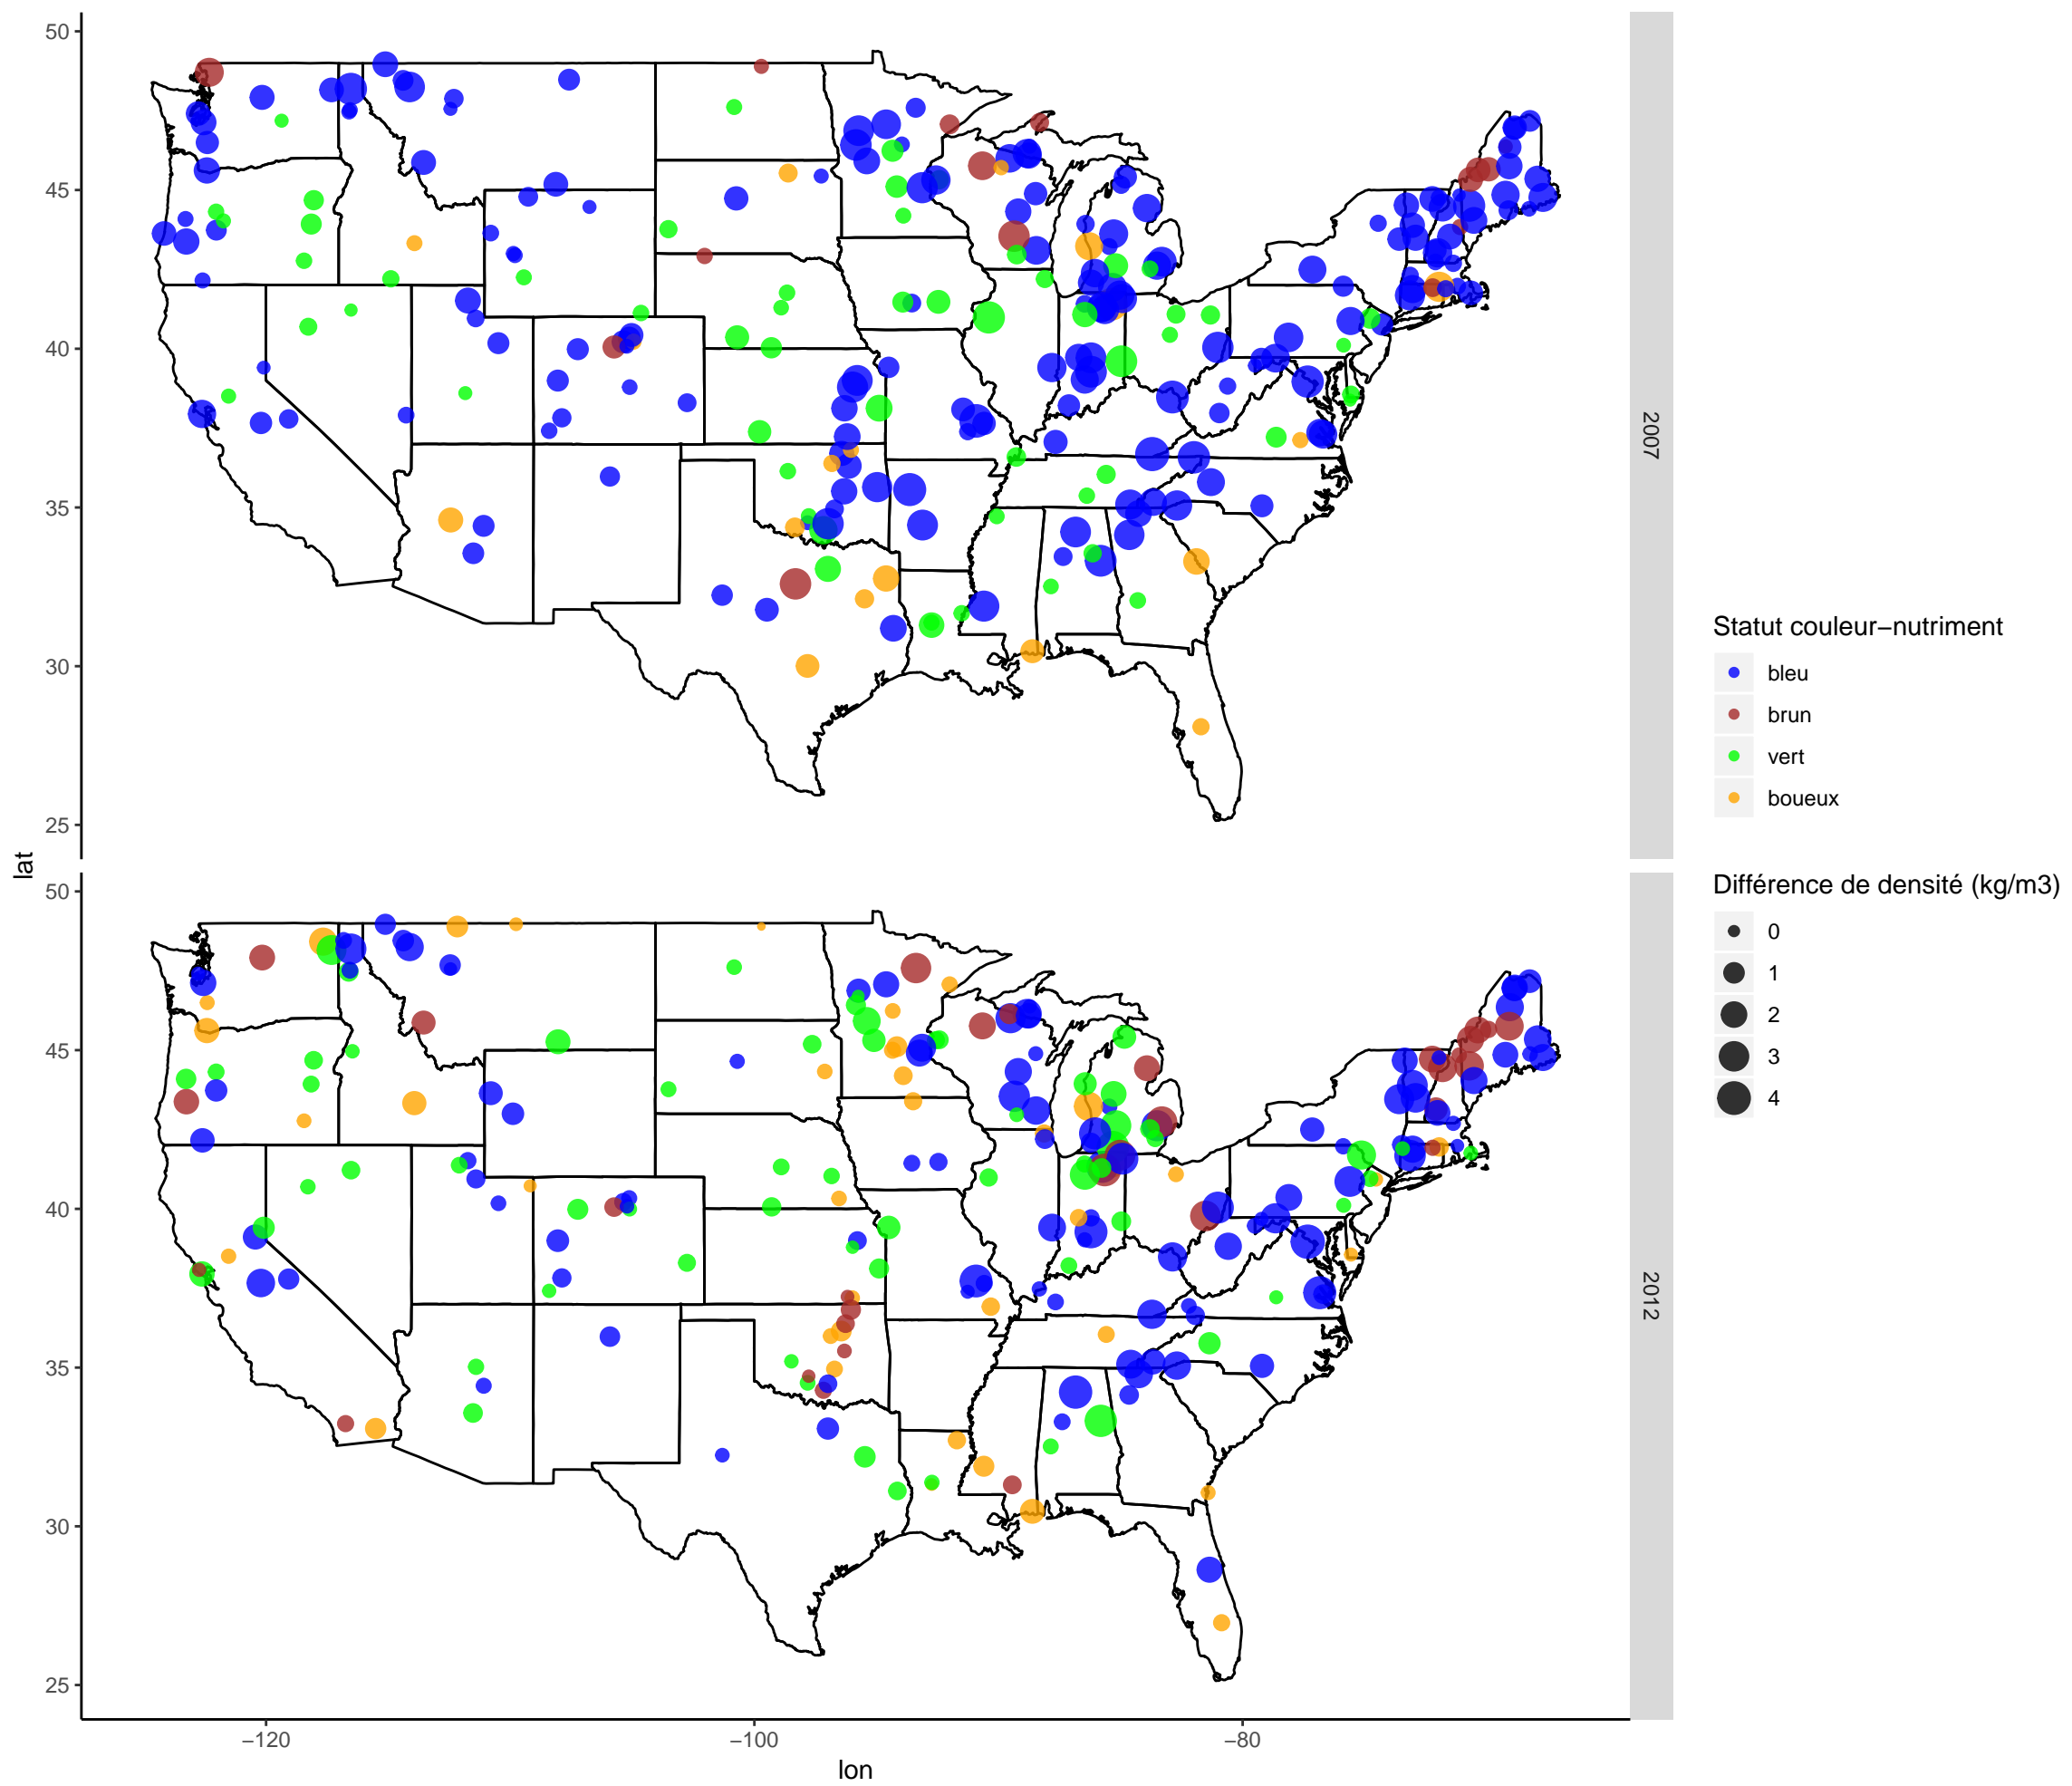 50
45
40
35
30
25
2007
50
45
40
35
30
25
2012
−120
−100
−80
lon
lat
Statut couleur−nutriment
bleu
brun
vert
boueux
Différence de densité (kg/m3)
0
1
2
3
4